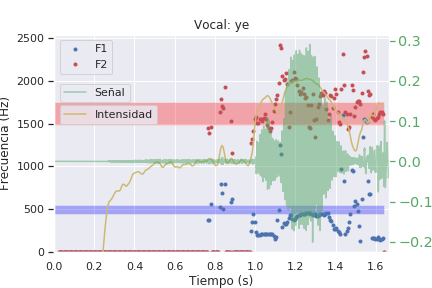 Vocal: ye
F1
F2
Señal
Intensidad
Frecuencia (Hz)
2500
2000
1500
1000
500
0
0.3
0.2
0.1
0.0
−0.1
−0.2
0.0 0.2 0.4 0.6 0.8 1.0 1.2 1.4 1.6
Tiempo (s)